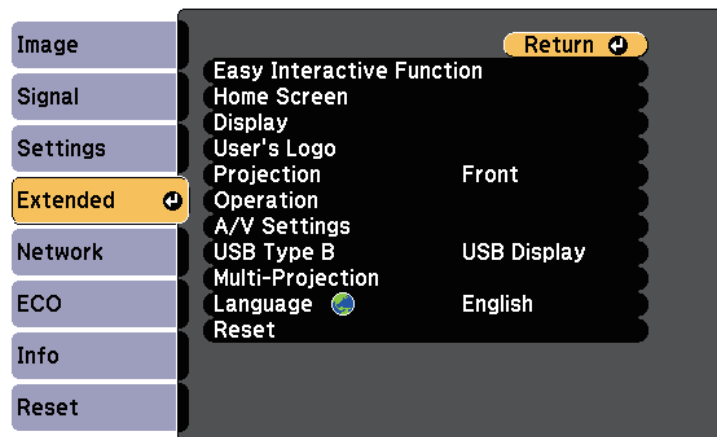 Image
Signal
Settings
Extended
Network
ECO
Info
Reset
Return
Easy Interactive Function
Home Screen
Display
User's Logo
Projection Front
Operation
A/V Settings
USB Type B USB Display
Multi-Projection
Language English
Reset